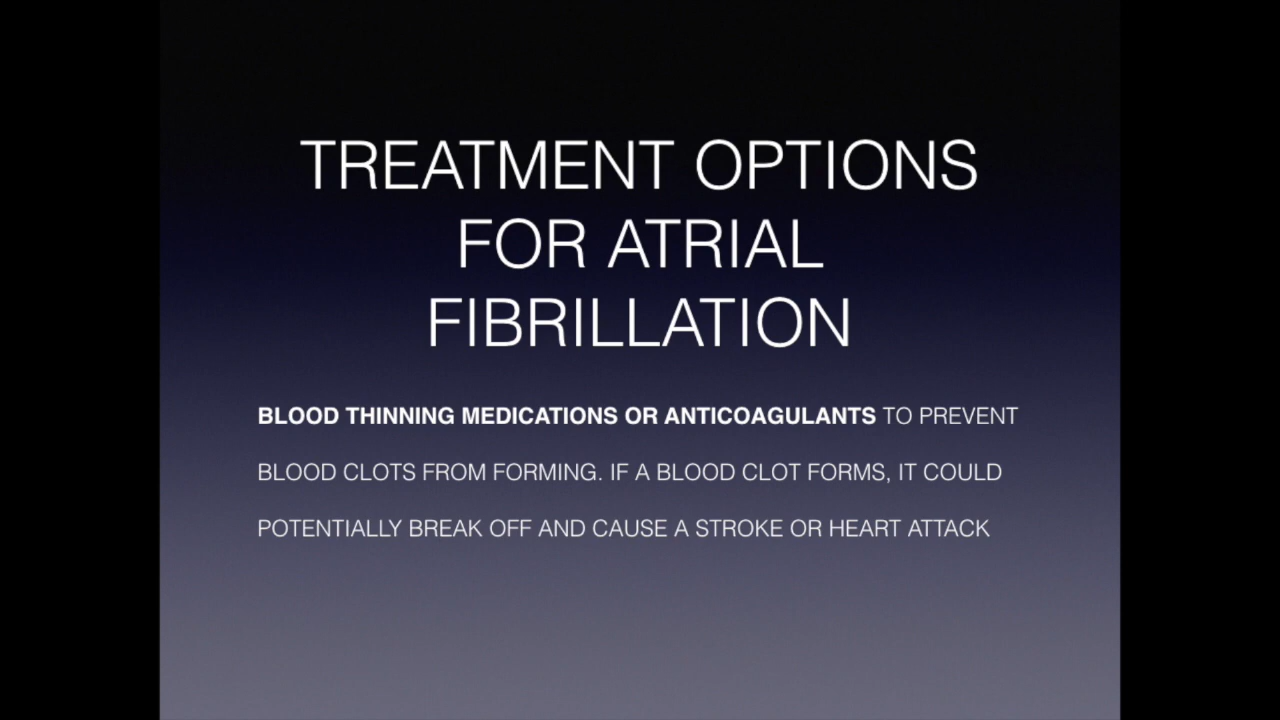 TREATMENT OPTIONS
FOR ATRIAL
FIBRILLATION
BLOOD THINNING MEDICATIONS OR ANTICOAGULANTS TO PREVENT
BLOOD CLOTS FROM FORMING. IF A BLOOD CLOT FORMS, IT COULD
POTENTIALLY BREAK OFF AND CAUSE A STROKE OR HEART ATTACK